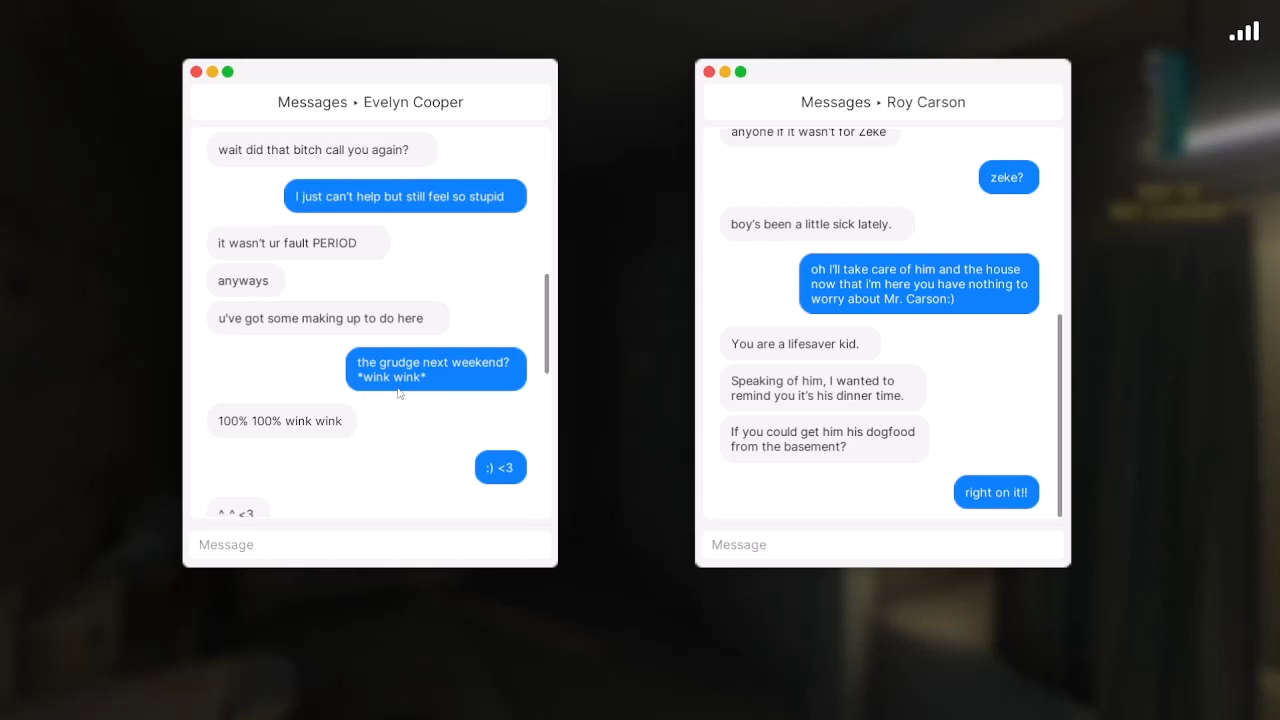 Messages ‣ Evelyn Cooper
wait did that bitch call you again?
I just can't help but still feel so stupid
it wasn't ur fault PERIOD
anyways
u've got some making up to do here
the grudge next weekend?
*wink wink*
100% 100% wink wink
:) <3
^ ^ <3
Message
Messages ‣ Roy Carson
anyone if it wasn't for Zeke
zeke?
boy's been a little sick lately.
oh I'll take care of him and the house
now that i'm here you have nothing to
worry about Mr. Carson:)
You are a lifesaver kid.
Speaking of him, I wanted to
remind you it's his dinner time.
If you could get him his dogfood
from the basement?
right on it!!
Message